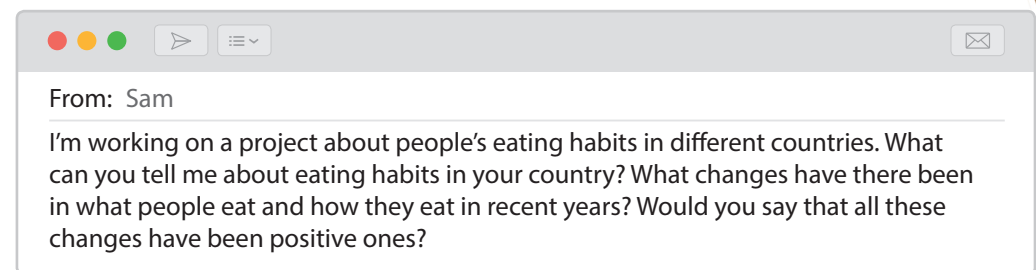 From: Sam
I’m working on a project about people’s eating habits in different countries. What
can you tell me about eating habits in your country? What changes have there been
in what people eat and how they eat in recent years? Would you say that all these
changes have been positive ones?